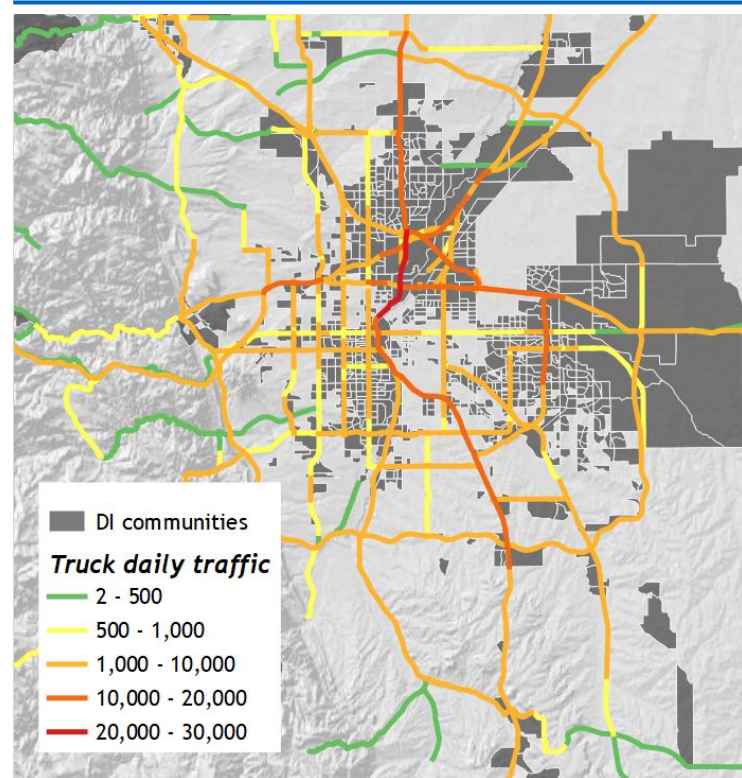 DI communities
Truck daily traffic
2 - 500
500 - 1,000
1,000 - 10,000
10,000 - 20,000
20,000 - 30,000